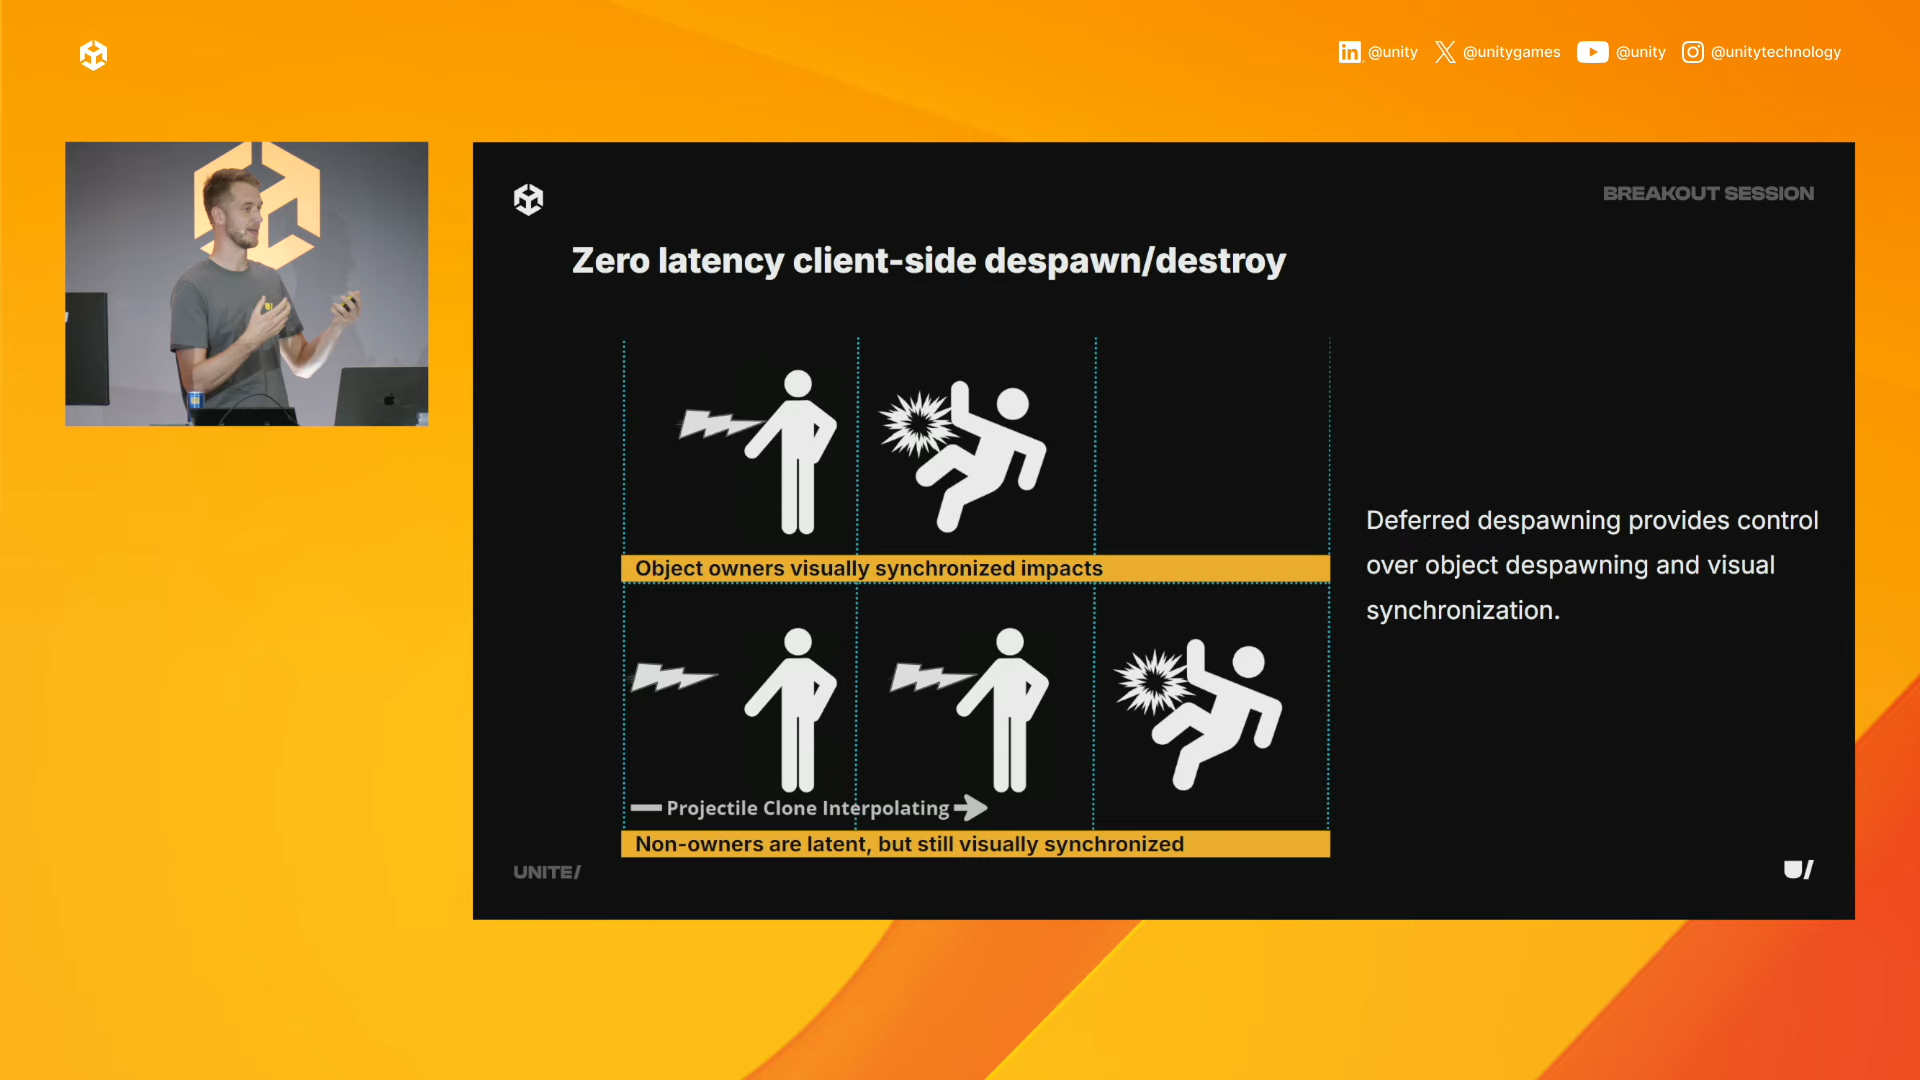 @unity
@unitygames
@unity
@unitytechnology
BREAKOUT SESSION
Zero latency client-side despawn/destroy
Object owners visually synchronized impacts
Deferred despawning provides control
over object despawning and visual
synchronization.
Projectile Clone Interpolating
Non-owners are latent, but still visually synchronized
UNITE/
U/